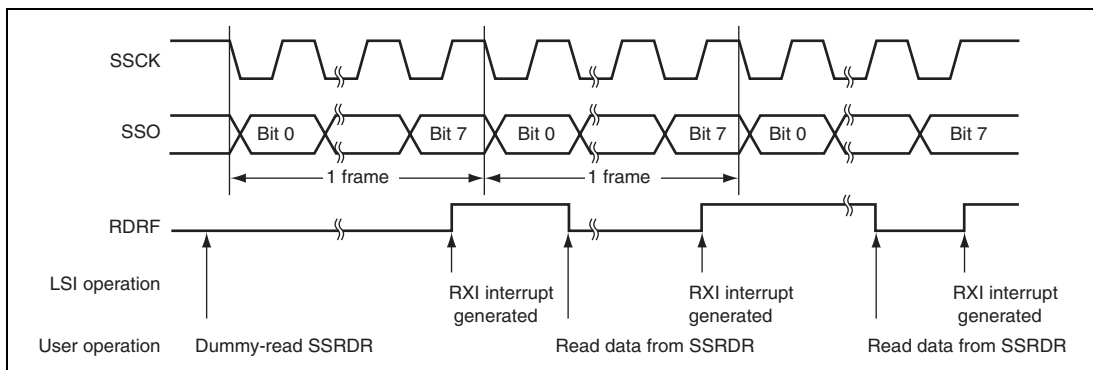 SSCK
SSO
Bit 0
Bit 7
Bit 0
Bit 7
Bit 0
Bit 7
1 frame
1 frame
RDRF
LSI operation
RXI interrupt
generated
RXI interrupt
generated
RXI interrupt
generated
User operation
Dummy-read SSRDR
Read data from SSRDR
Read data from SSRDR